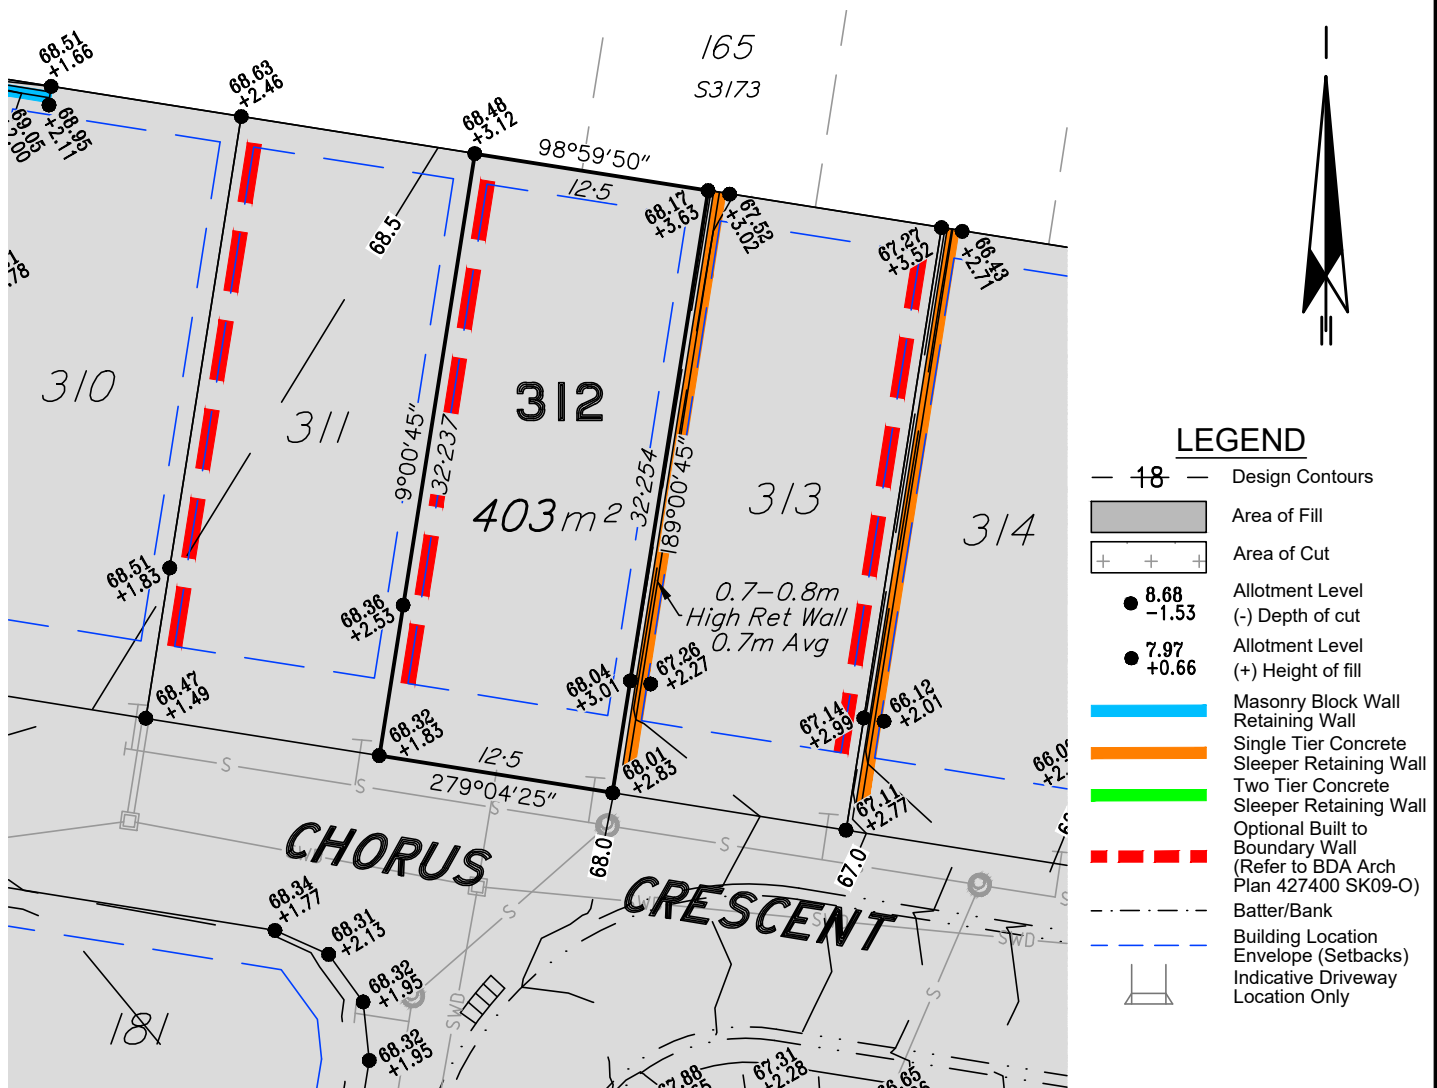 165
S3173
68.51
+1.66
68.63
+2.46
68.48
+3.12
98°59'50"
12·5
68.17
+3.63
67.52
+3.02
67.27
+3.52
66.43
+2.71
68.95
+2.11
69.05
68.5
310
311
312
403m²
313
314
9°00'45"
32·237
32·254
189°00'45"
0.7-0.8m
High Ret Wall
0.7m Avg
68.51
+1.83
68.36
+2.53
68.04
+3.01
67.26
+2.27
67.14
+2.99
66.12
+2.01
68.47
+1.49
68.32
+1.83
12·5
279°04'25"
68.01
+2.83
67.11
+2.77
S
S
S
S
68.0
67.0
CHORUS
CRESCENT
SWD
SWD
S
S
68.34
+1.77
68.31
+2.13
68.32
+1.95
68.32
+1.95
181
67.31
+2.28
LEGEND
18 Design Contours
Area of Fill
Area of Cut
8.68 Allotment Level
-1.53 (-) Depth of cut
7.97 Allotment Level
+0.66 (+) Height of fill
Masonry Block Wall
Retaining Wall
Single Tier Concrete
Sleeper Retaining Wall
Two Tier Concrete
Sleeper Retaining Wall
Optional Built to
Boundary Wall
(Refer to BDA Arch
Plan 427400 SK09-O)
Batter/Bank
Building Location
Envelope (Setbacks)
Indicative Driveway
Location Only